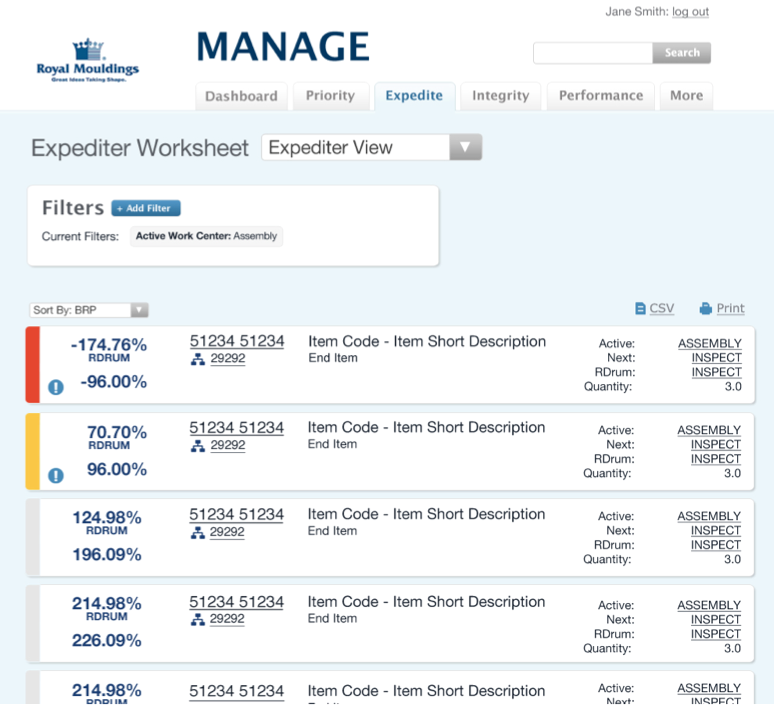 Jane Smith: log out
MANAGE
Royal Mouldings
Great Ideas Taking Shape.
Search
Dashboard Priority Expedite Integrity Performance More
Expediter Worksheet Expediter View
Filters + Add Filter
Current Filters: Active Work Center: Assembly
Sort By: BRP CSV Print
-174.76% 51234 51234 Item Code - Item Short Description Active: ASSEMBLY
RDRUM 29292 End Item Next: INSPECT
RDrum: INSPECT
-96.00% Quantity: 3.0
70.70% 51234 51234 Item Code - Item Short Description Active: ASSEMBLY
RDRUM 29292 End Item Next: INSPECT
RDrum: INSPECT
96.00% Quantity: 3.0
124.98% 51234 51234 Item Code - Item Short Description Active: ASSEMBLY
RDRUM 29292 End Item Next: INSPECT
RDrum: INSPECT
196.09% Quantity: 3.0
214.98% 51234 51234 Item Code - Item Short Description Active: ASSEMBLY
RDRUM 29292 End Item Next: INSPECT
RDrum: INSPECT
226.09% Quantity: 3.0
214.98% 51234 51234 Item Code - Item Short Description Active: ASSEMBLY
RDRUM Next: INSPECT